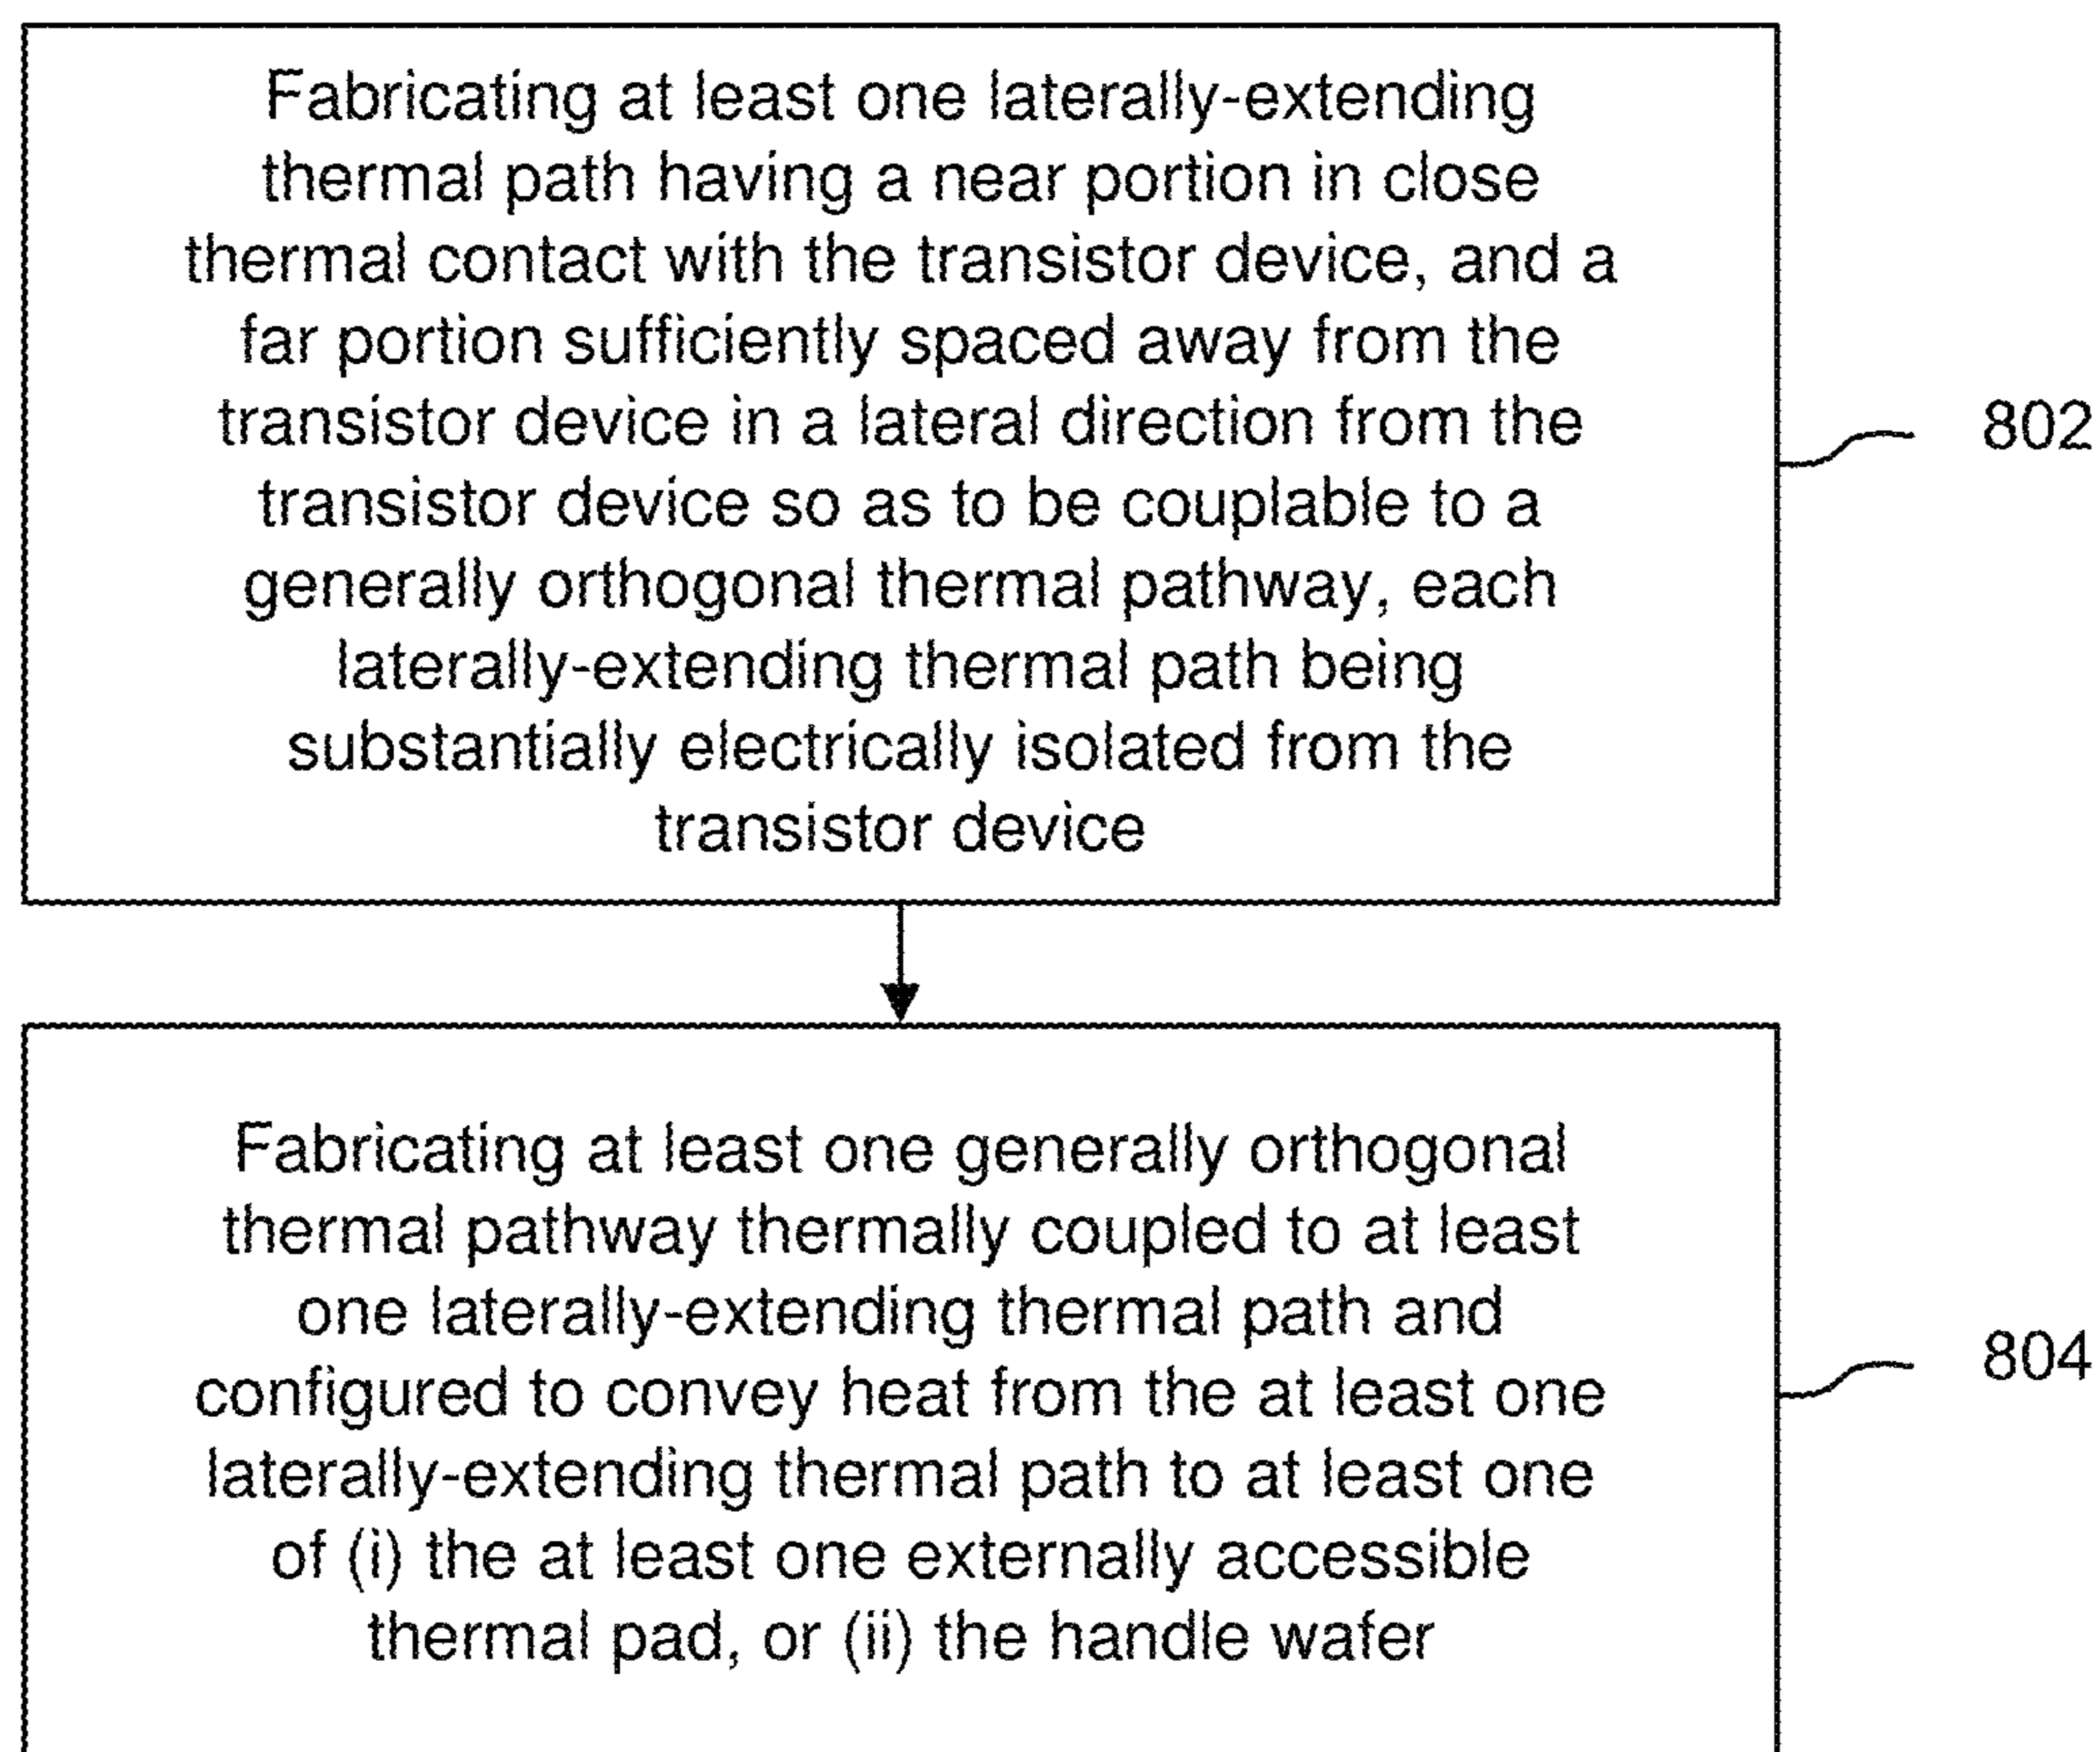 Fabricating at least one laterally-extending
thermal path having a near portion in close
thermal contact with the transistor device, and a
far portion sufficiently spaced away from the
transistor device in a lateral direction from the
transistor device so as to be couplable to a
generally orthogonal thermal pathway, each
laterally-extending thermal path being
substantially electrically isolated from the
transistor device
802
Fabricating at least one generally orthogonal
thermal pathway thermally coupled to at least
one laterally-extending thermal path and
configured to convey heat from the at least one
laterally-extending thermal path to at least one
of (i) the at least one externally accessible
thermal pad, or (ii) the handle wafer
804